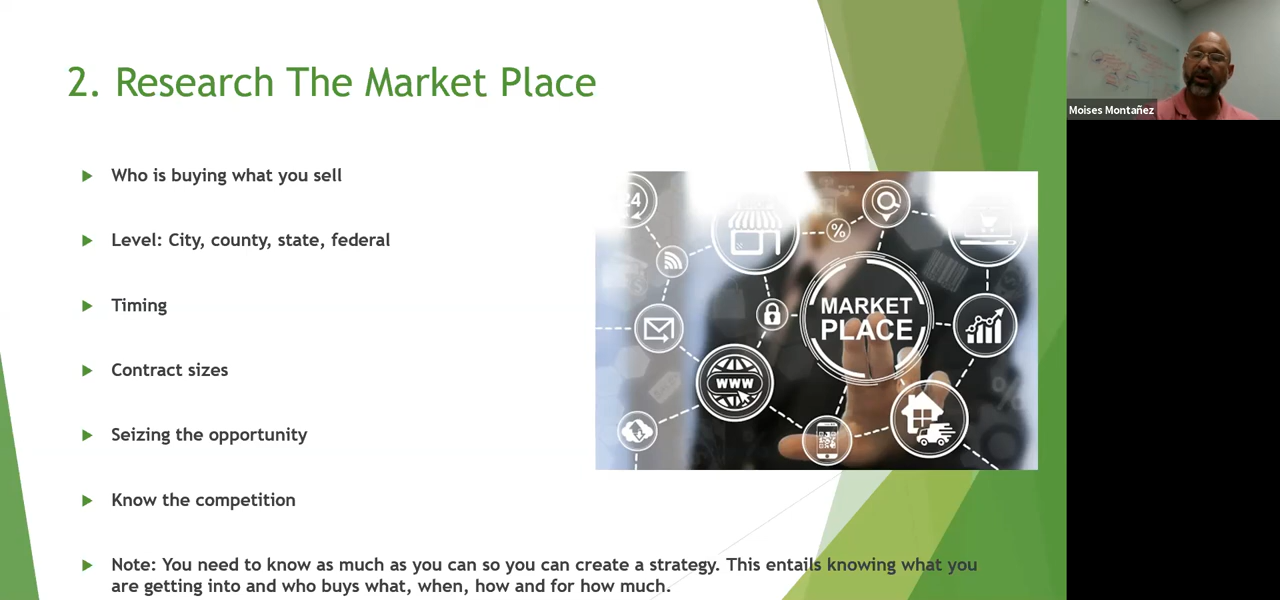 2. Research The Market Place
Who is buying what you sell
Level: City, county, state, federal
Timing
Contract sizes
Seizing the opportunity
Know the competition
Note: You need to know as much as you can so you can create a strategy. This entails knowing what you
are getting into and who buys what, when, how and for how much.
24
%
MARKET
PLACE
WWW
Moises Montañez